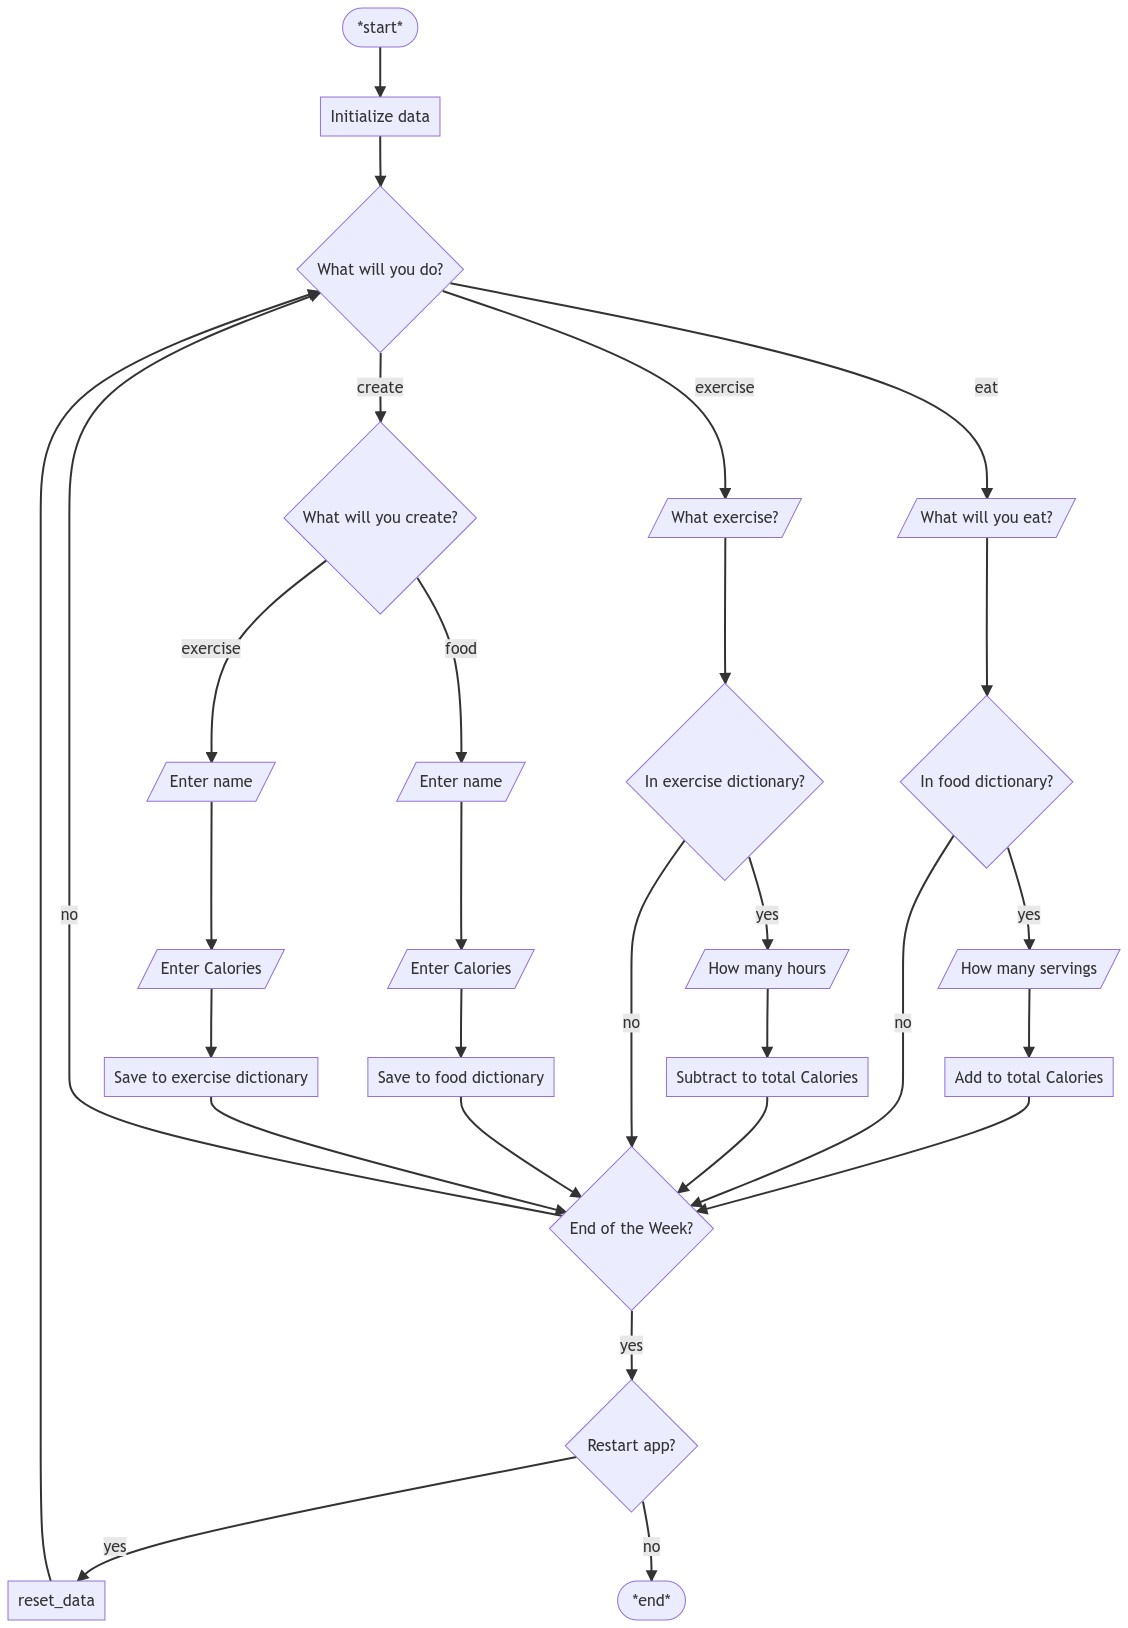 *start*
Initialize data
What will you do?
create
exercise
eat
What will you create?
What exercise?
What will you eat?
exercise
food
Enter name
Enter name
In exercise dictionary?
In food dictionary?
no
yes
yes
Enter Calories
Enter Calories
How many hours
How many servings
no
no
Save to exercise dictionary
Save to food dictionary
Subtract to total Calories
Add to total Calories
End of the Week?
yes
Restart app?
yes
no
reset_data
*end*